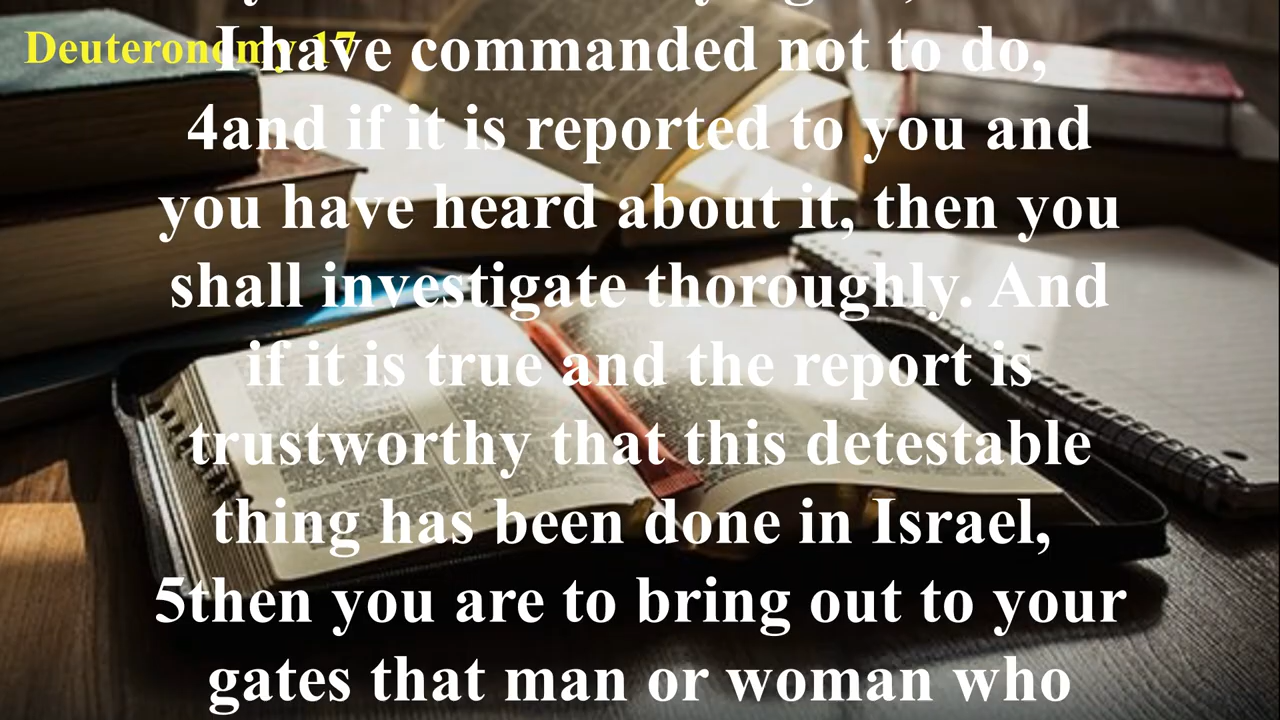 Deuteronomy 17
I have commanded not to do,
4and if it is reported to you and
you have heard about it, then you
shall investigate thoroughly. And
if it is true and the report is
trustworthy that this detestable
thing has been done in Israel,
5then you are to bring out to your
gates that man or woman who